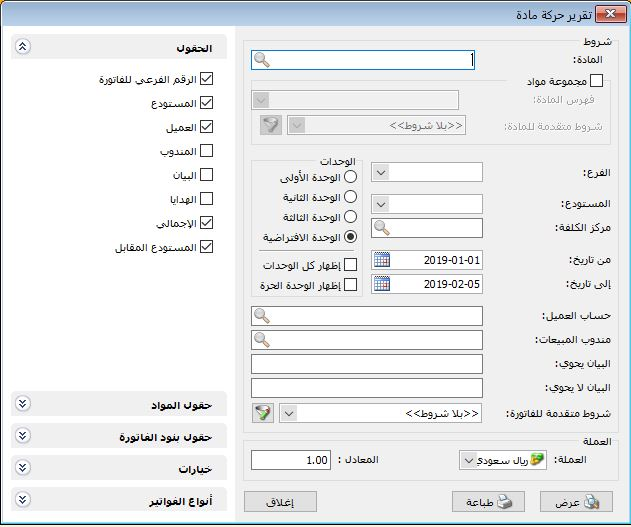 تقرير حركة مادة
شروط
المادة:
مجموعة مواد
فهرس المادة:
شروط متقدمة للمادة:
<<بلا شروط>>
الفرع:
المستودع:
مركز الكلفة:
من تاريخ:
2019-01-01
إلى تاريخ:
2019-02-05
الوحدات
الوحدة الأولى
الوحدة الثانية
الوحدة الثالثة
الوحدة الافتراضية
إظهار كل الوحدات
إظهار الوحدة الحرة
حساب العميل:
مندوب المبيعات:
البيان يحوي:
البيان لا يحوي:
شروط متقدمة للفاتورة:
<<بلا شروط>>
العملة
العملة:
ريال سعودي
المعادل :
1.00
عرض
طباعة
إغلاق
الحقول
الرقم الفرعي للفاتورة
المستودع
العميل
المندوب
البيان
الهدايا
الإجمالي
المستودع المقابل
حقول المواد
حقول بنود الفاتورة
خيارات
أنواع الفواتير